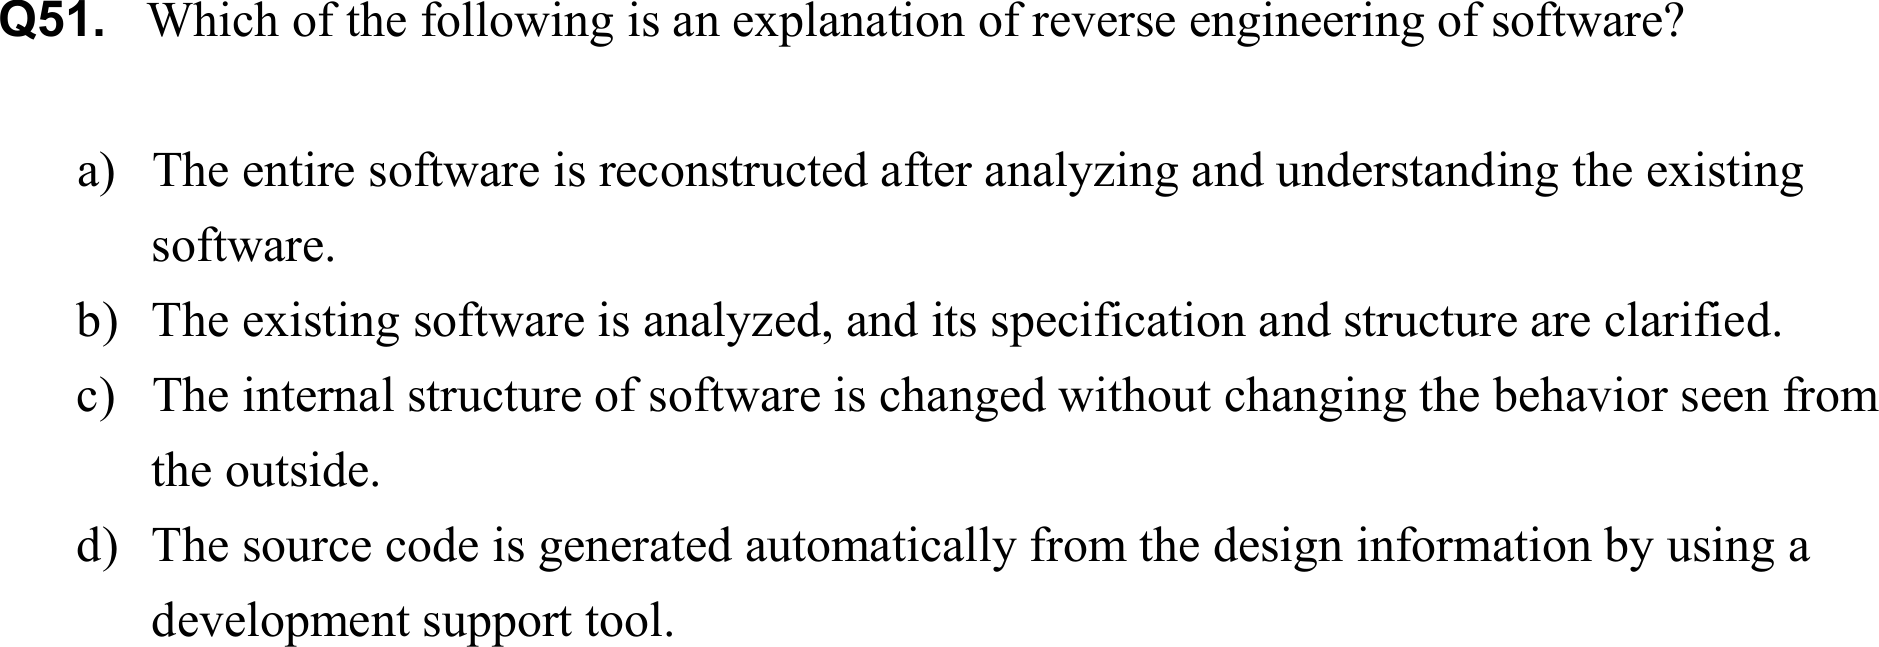 Q51. Which of the following is an explanation of reverse engineering of software?
a) The entire software is reconstructed after analyzing and understanding the existing
software.
b) The existing software is analyzed, and its specification and structure are clarified.
c) The internal structure of software is changed without changing the behavior seen from
the outside.
d) The source code is generated automatically from the design information by using a
development support tool.